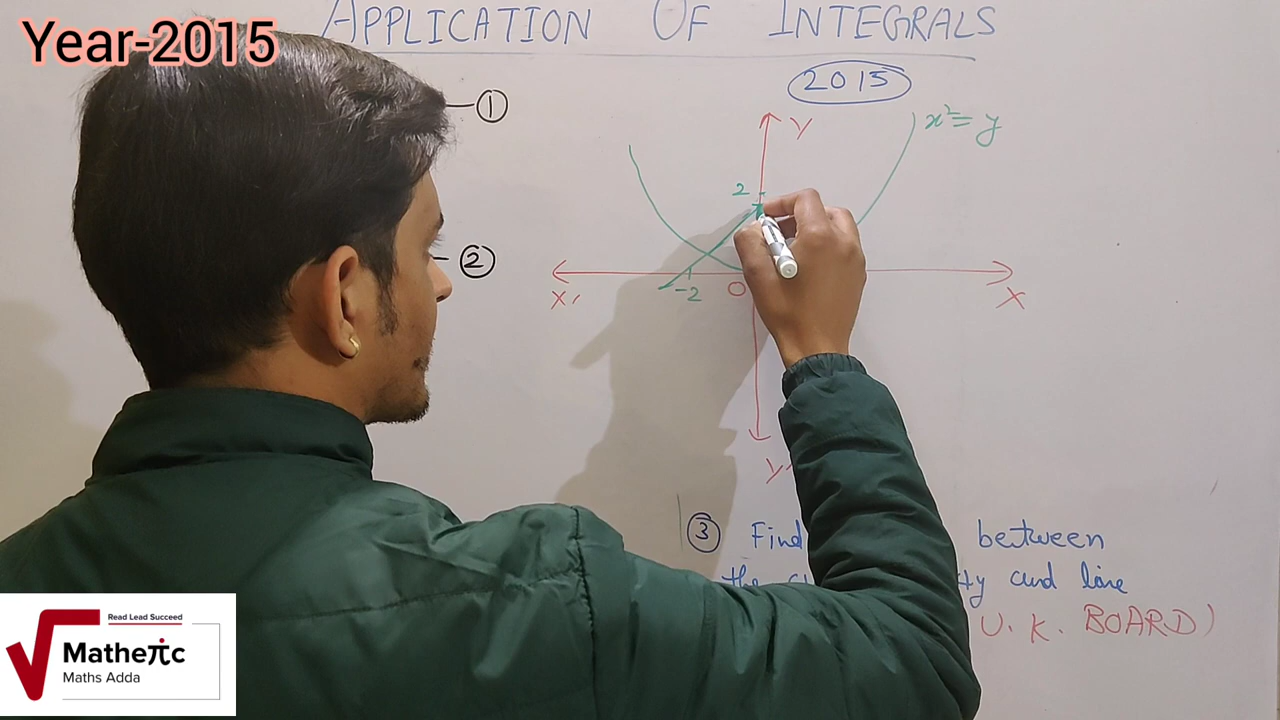 Year-2015
APPLICATION OF INTEGRALS
2015
①
Y
x²= y
2
②
-2
O
X'
X
③ Find between
the and line
U. K. BOARD)
Read Lead Succeed
Matheπc
Maths Adda